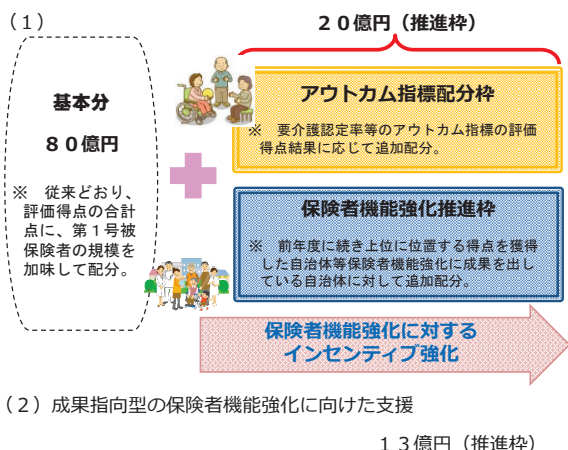 (1)
２０億円（推進枠）
基本分
８０億円
※　従来どおり、
評価得点の合計
点に、第１号被
保険者の規模を
加味して配分。
アウトカム指標配分枠
※　要介護認定率等のアウトカム指標の評価
得点結果に応じて追加配分。
保険者機能強化推進枠
※　前年度に続き上位に位置する得点を獲得
した自治体等保険者機能強化に成果を出し
ている自治体に対して追加配分。
保険者機能強化に対する
インセンティブ強化
（２）成果指向型の保険者機能強化に向けた支援
１３億円（推進枠）